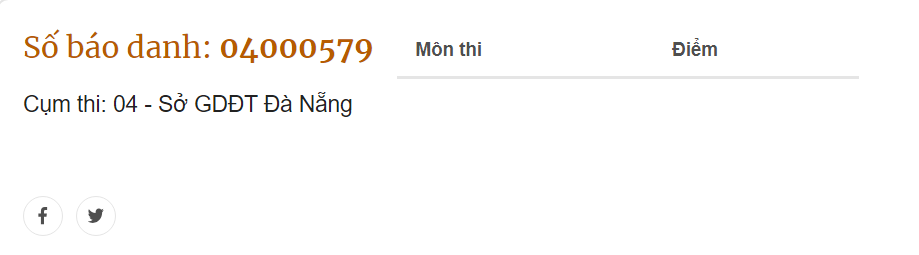 Số báo danh: 04000579
Cụm thi: 04 - Sở GDĐT Đà Nẵng
Môn thi Điểm